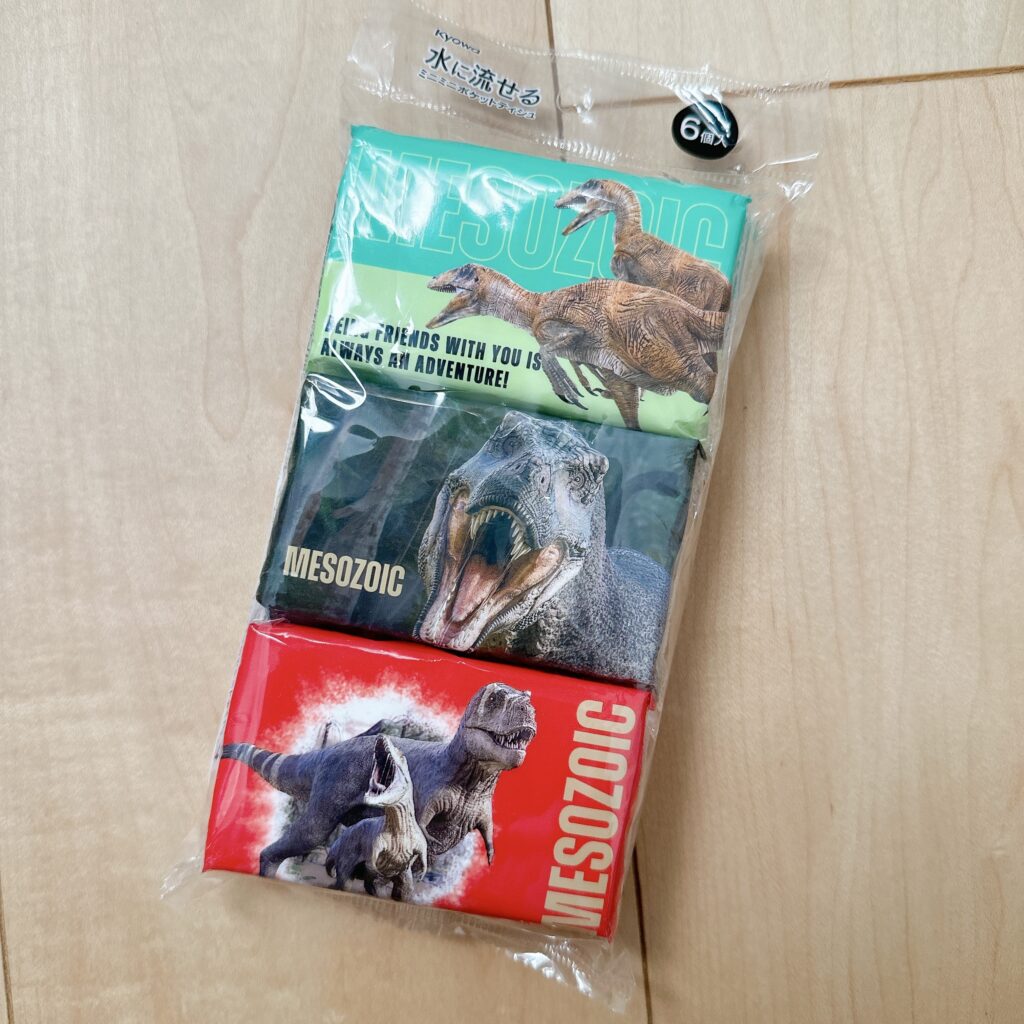 Kyowa
水に流せる
ミニミニポケットティシュ
6個入
MESOZOIC
BEING FRIENDS WITH YOU IS
ALWAYS AN ADVENTURE!
MESOZOIC
MESOZOIC